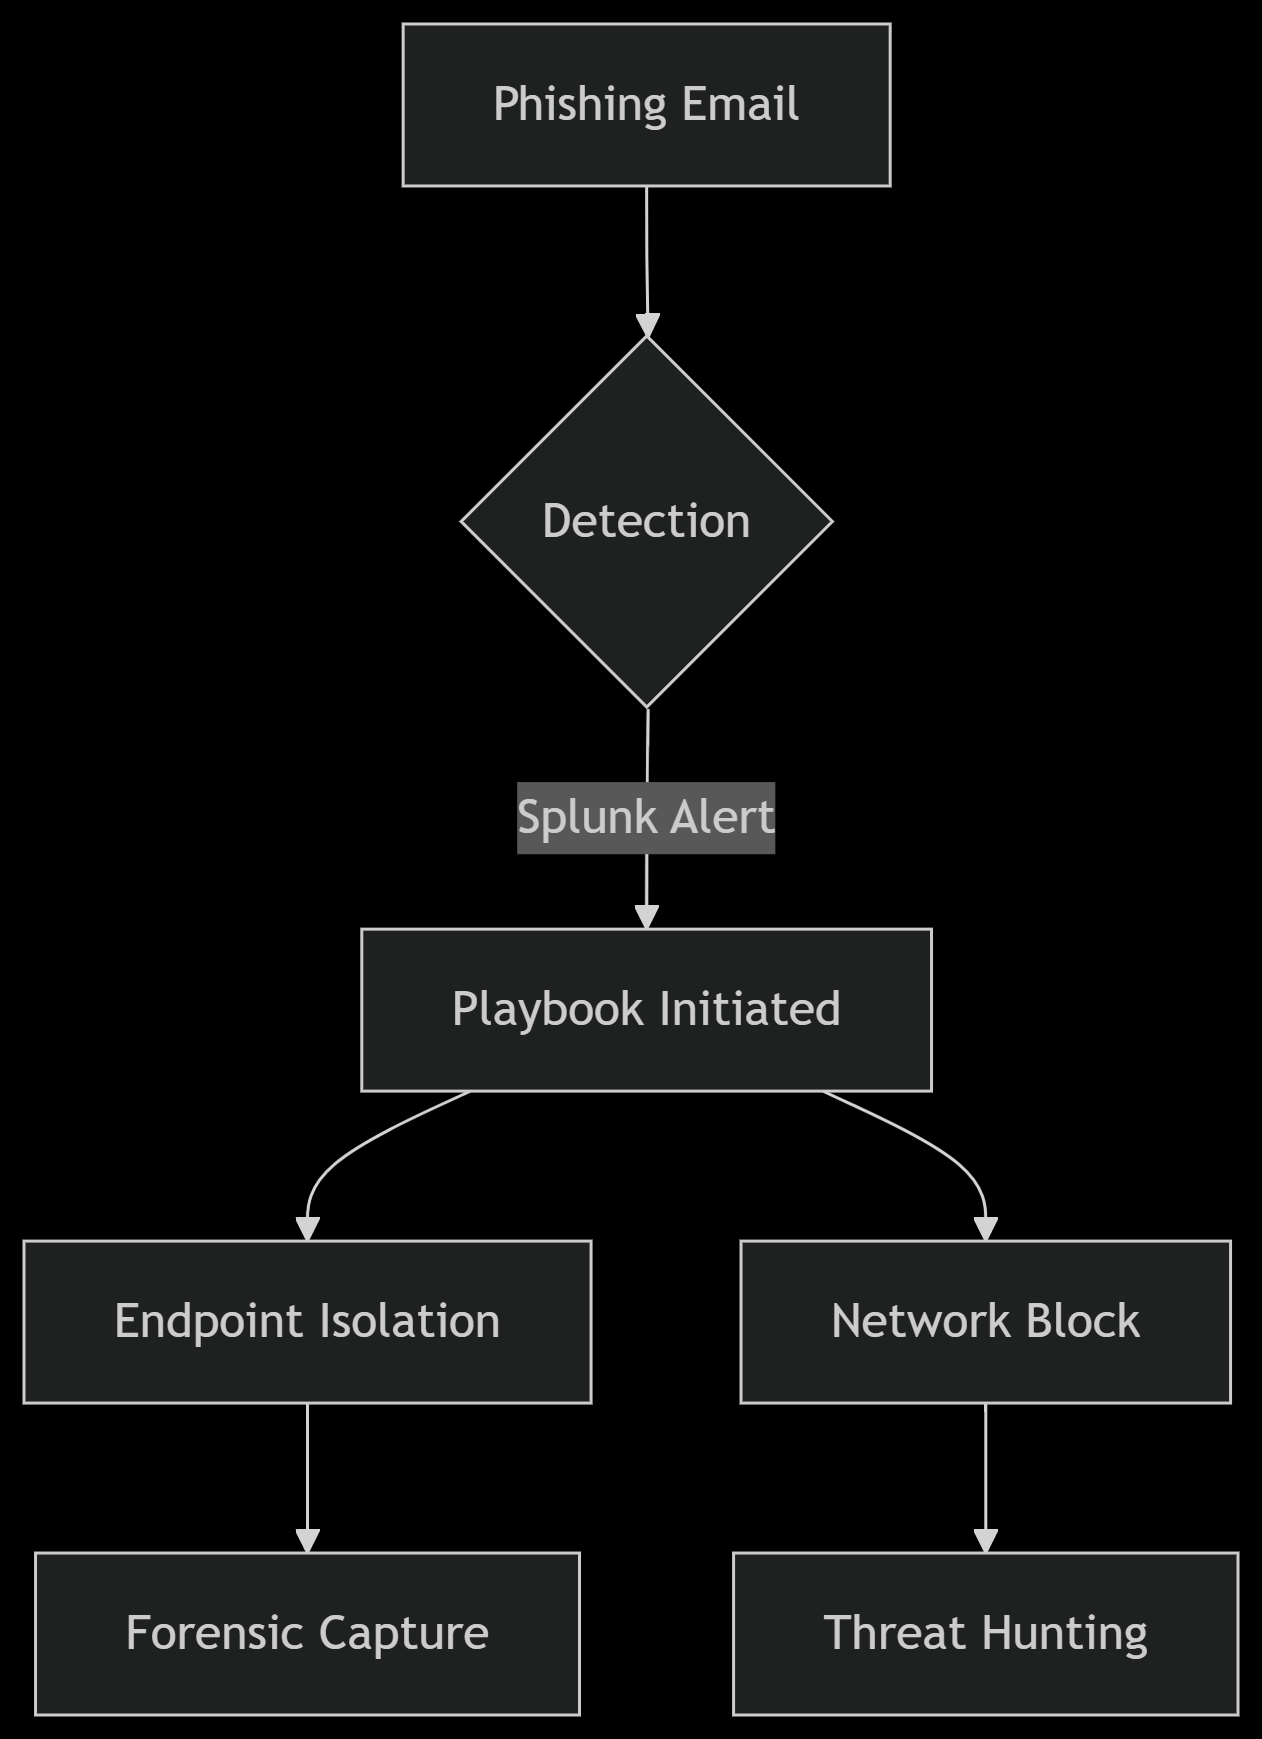 Phishing Email
Detection
Splunk Alert
Playbook Initiated
Endpoint Isolation
Network Block
Forensic Capture
Threat Hunting